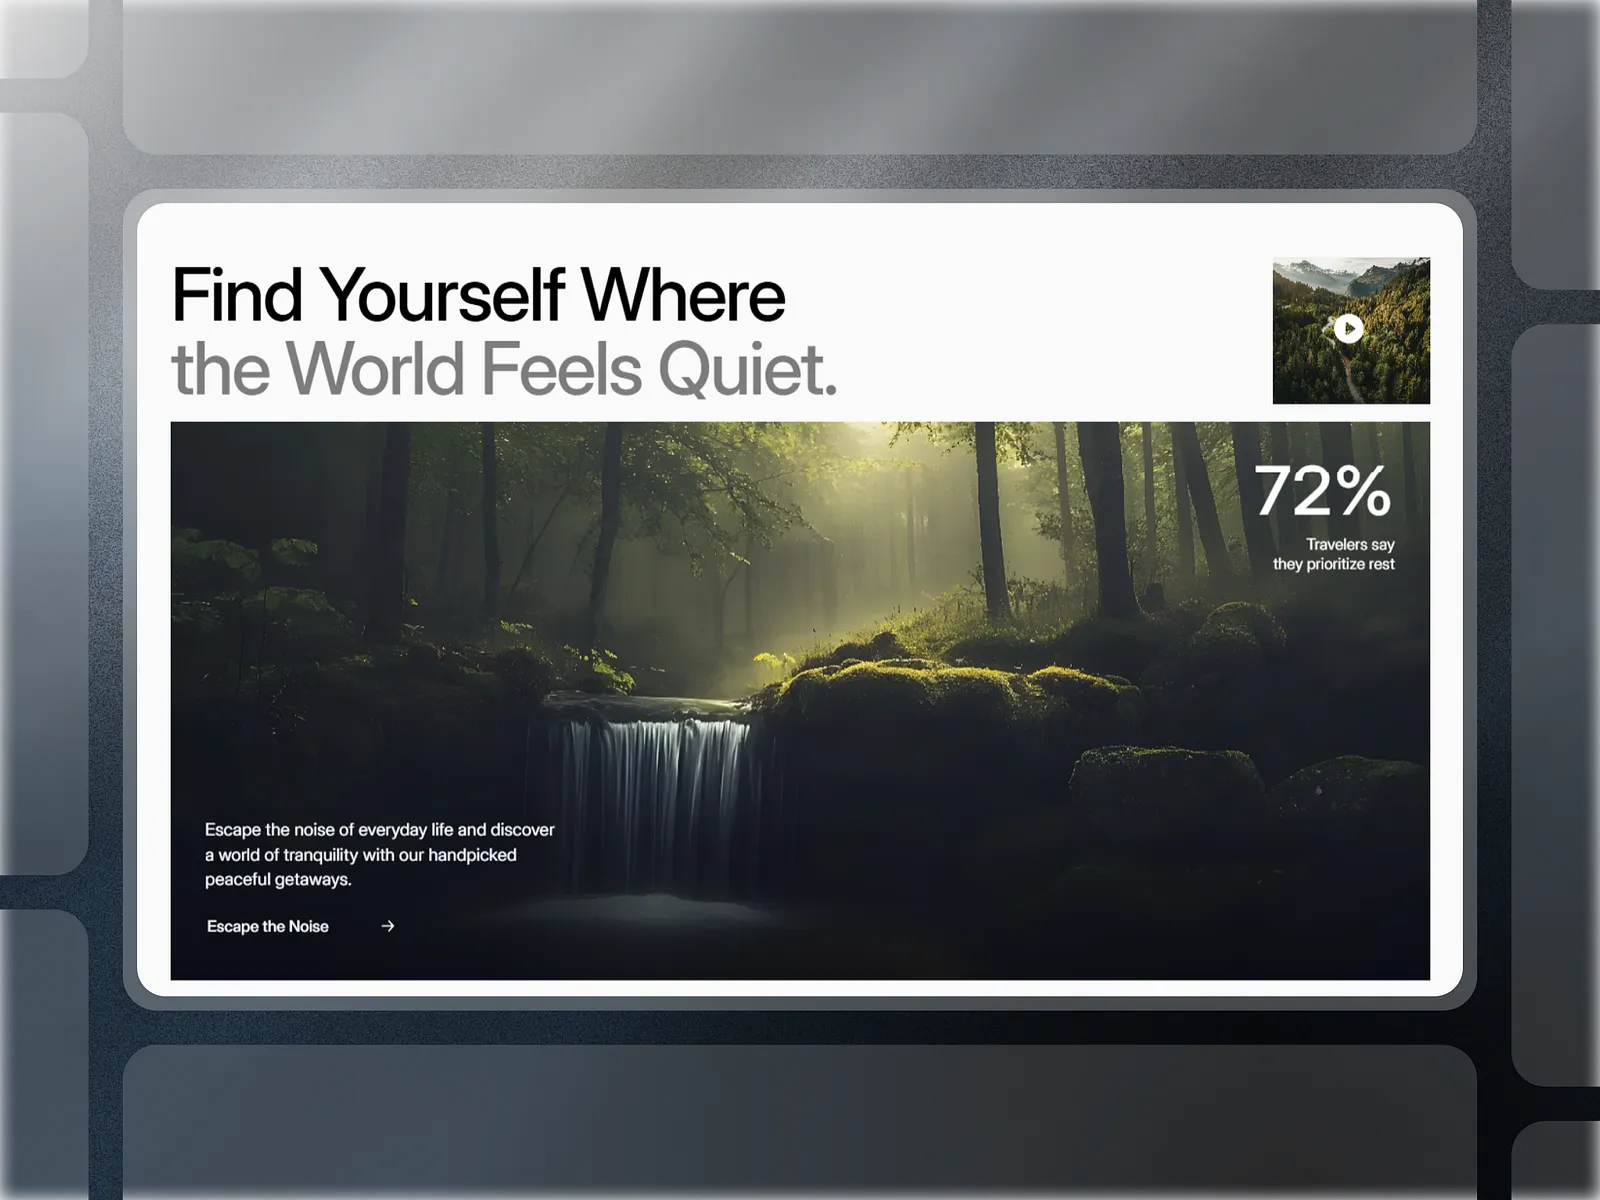 Find Yourself Where
the World Feels Quiet.
72%
Travelers say
they prioritize rest
Escape the noise of everyday life and discover
a world of tranquility with our handpicked
peaceful getaways.
Escape the Noise →